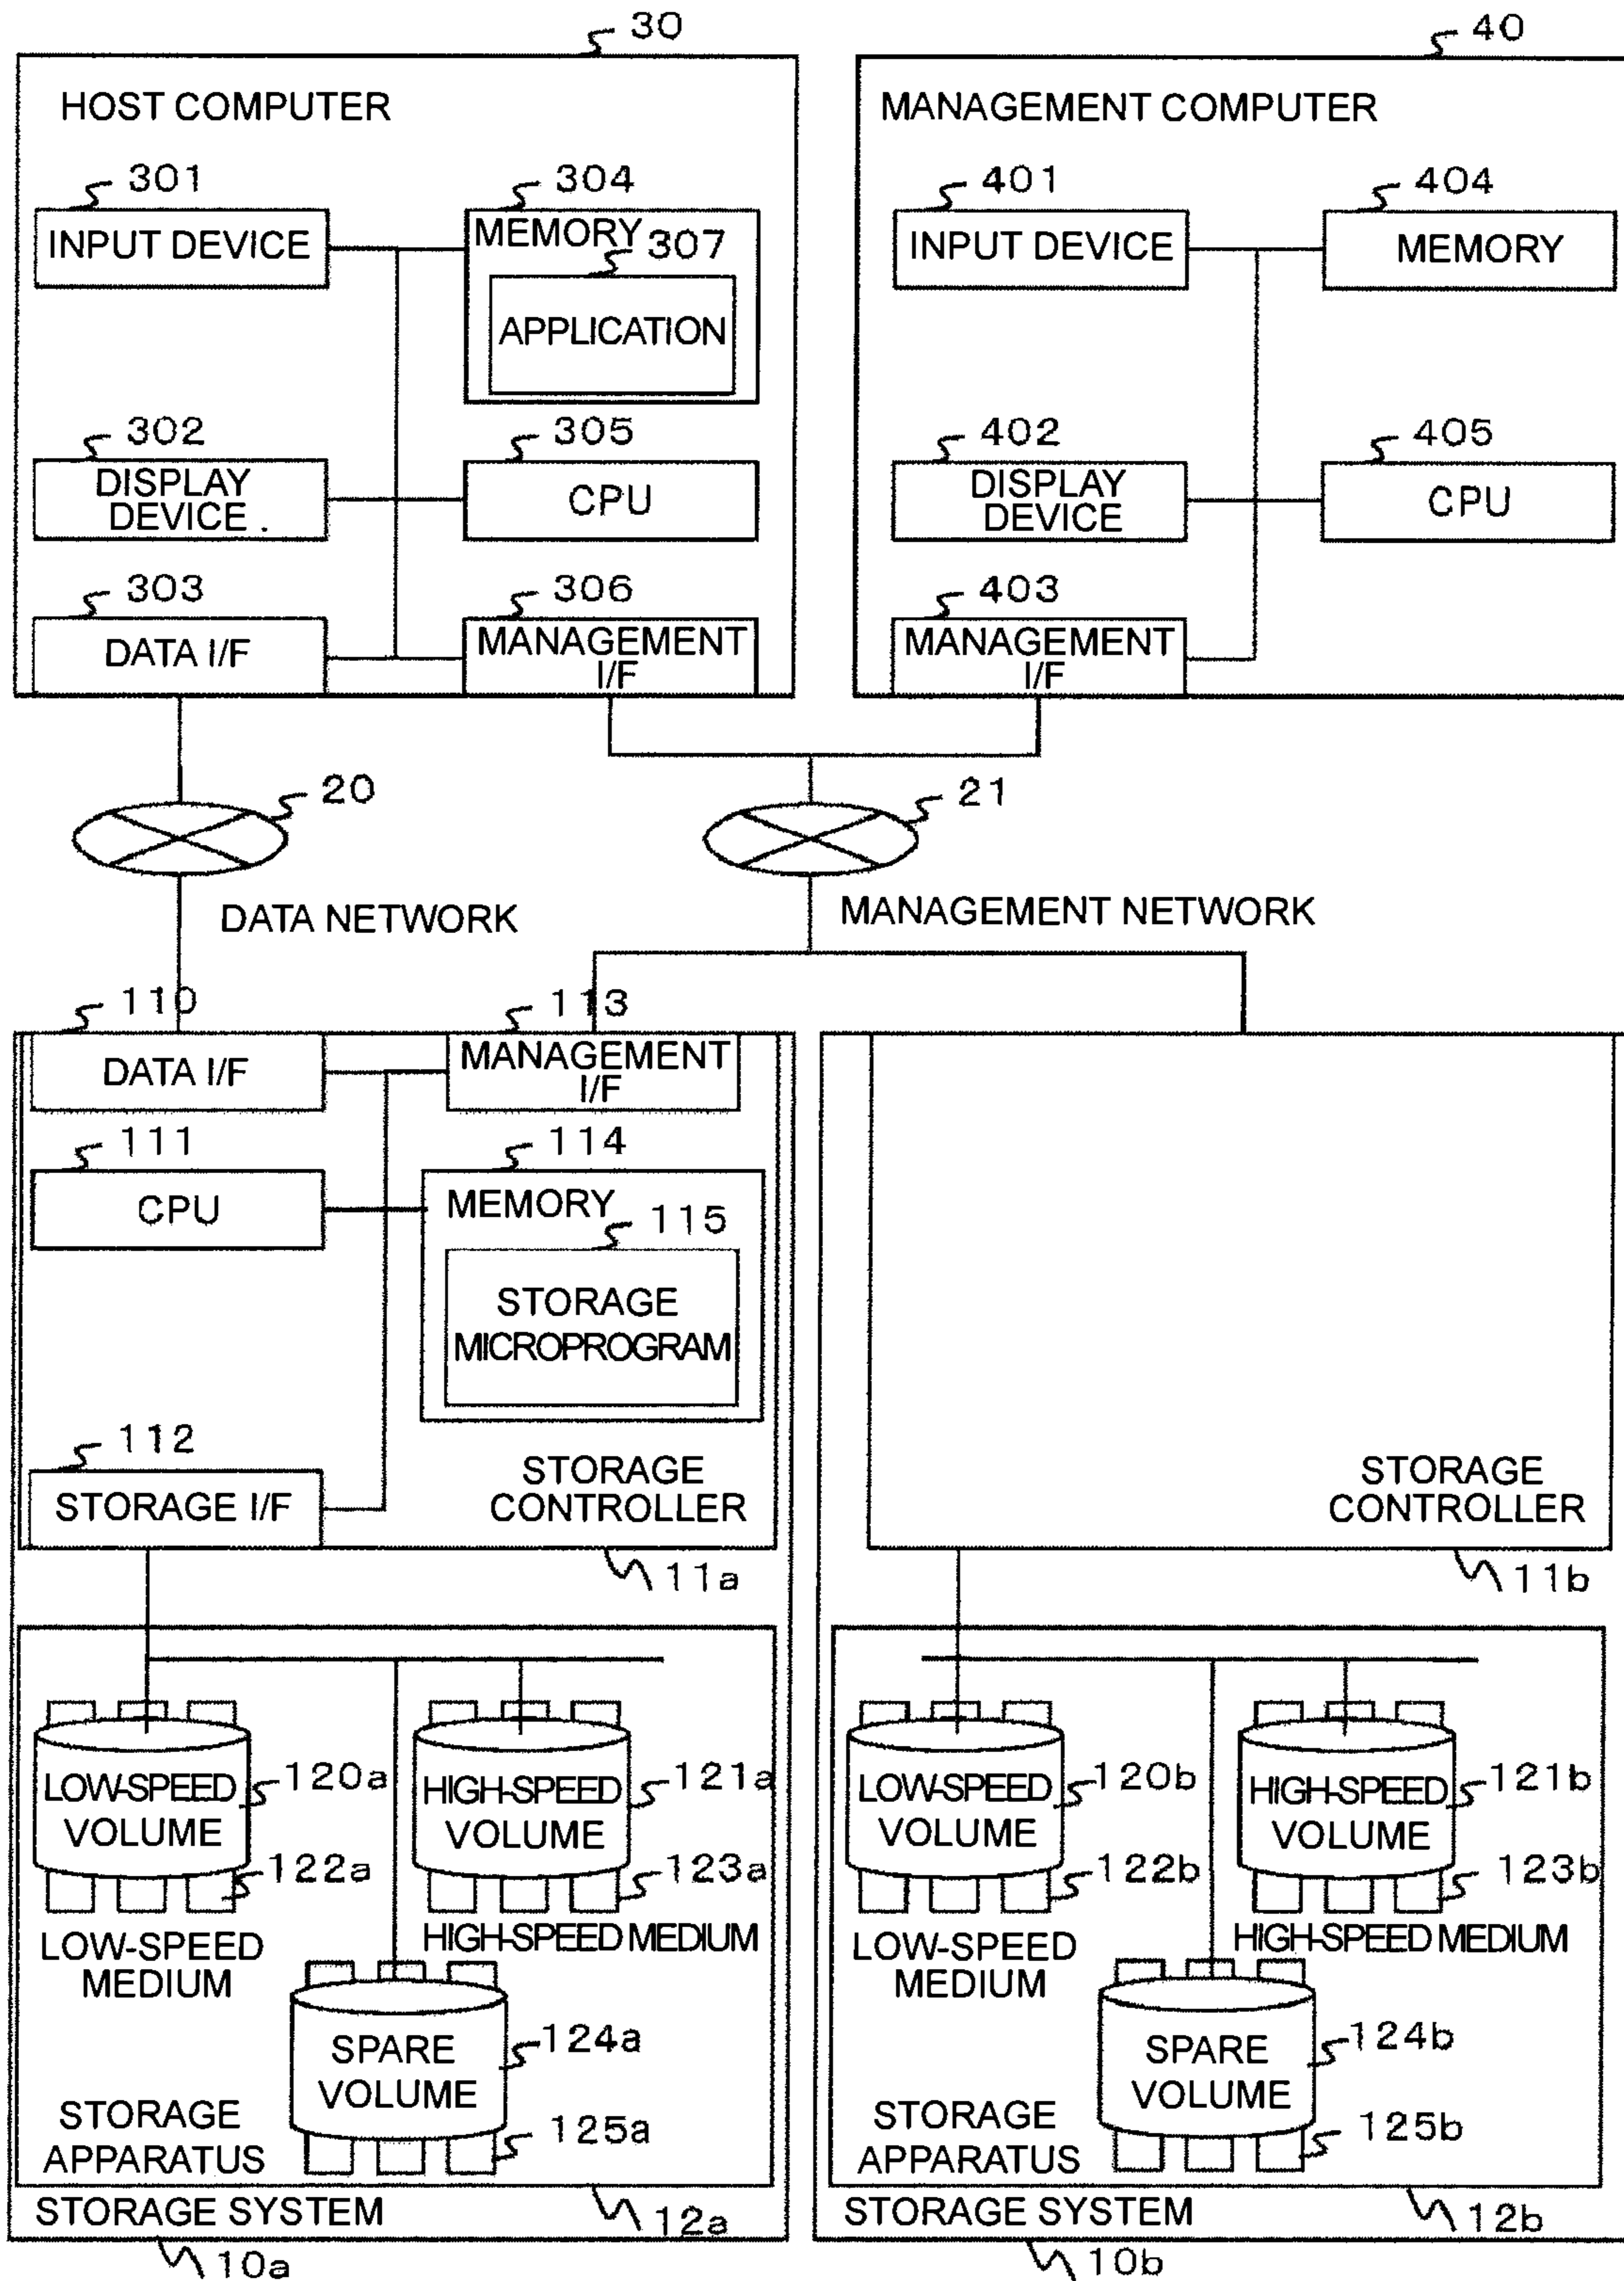 30
40
HOST COMPUTER
MANAGEMENT COMPUTER
301
304
401
404
INPUT DEVICE
MEMORY
307
APPLICATION
INPUT DEVICE
MEMORY
302
305
402
405
DISPLAY
DEVICE .
CPU
DISPLAY
DEVICE
CPU
303
306
403
DATA I/F
MANAGEMENT
I/F
MANAGEMENT
I/F
20
21
DATA NETWORK
MANAGEMENT NETWORK
110
113
DATA I/F
MANAGEMENT
I/F
111
114
CPU
MEMORY
115
STORAGE
MICROPROGRAM
112
STORAGE I/F
STORAGE
CONTROLLER
STORAGE
CONTROLLER
11a
11b
LOW-SPEED
VOLUME
120a
HIGH-SPEED
VOLUME
121a
LOW-SPEED
VOLUME
120b
HIGH-SPEED
VOLUME
121b
122a
123a
122b
123b
LOW-SPEED
MEDIUM
HIGH-SPEED MEDIUM
LOW-SPEED
MEDIUM
HIGH-SPEED MEDIUM
SPARE
VOLUME
124a
SPARE
VOLUME
124b
STORAGE
APPARATUS
125a
STORAGE
APPARATUS
125b
STORAGE SYSTEM
12a
STORAGE SYSTEM
12b
10a
10b